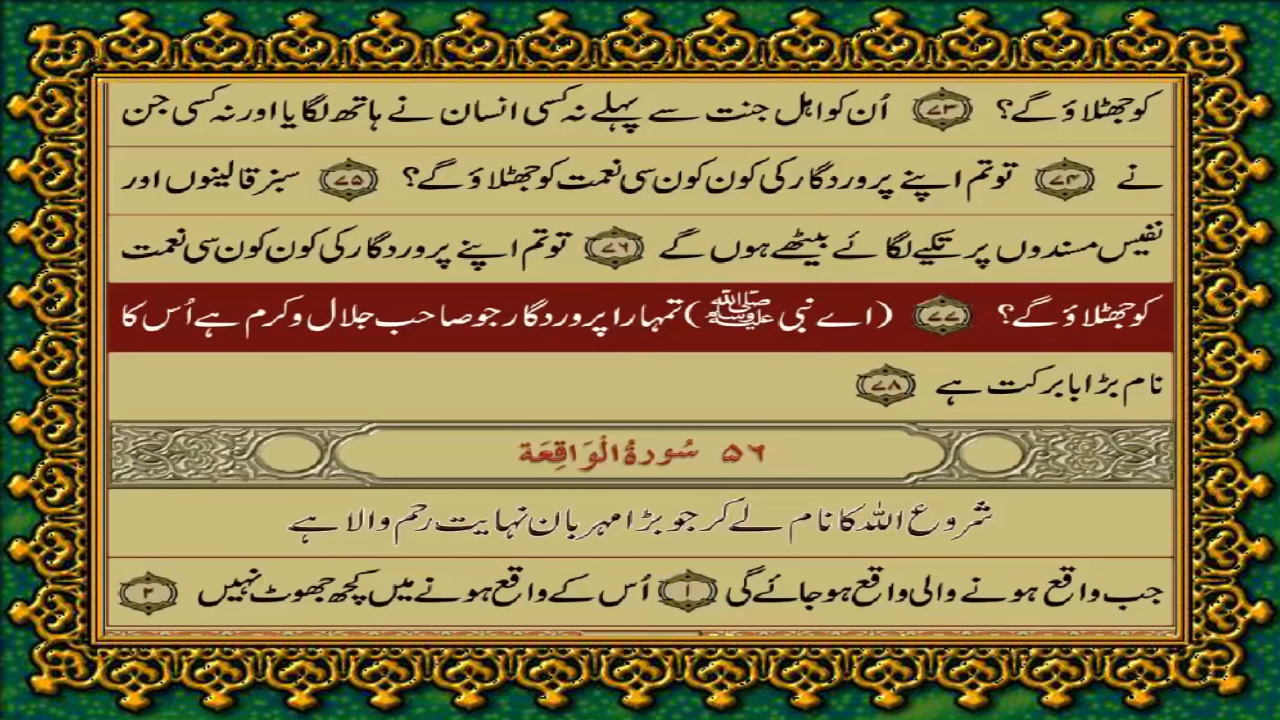 کو جھٹلاؤ گے؟ ۷۳ اُن کو اہل جنت سے پہلے نہ کسی انسان نے ہاتھ لگایا اور نہ کسی جن
نے ۷۴ تو تم اپنے پروردگار کی کون کون سی نعمت کو جھٹلاؤ گے؟ ۷۵ سبز قالینوں اور
نفیس مسندوں پر تکیے لگائے بیٹھے ہوں گے ۷۶ تو تم اپنے پروردگار کی کون کون سی نعمت
کو جھٹلاؤ گے؟ ۷۷ (اے نبی ﷺ) تمہارا پروردگار جو صاحب جلال و کرم ہے اُس کا
نام بڑا بابرکت ہے ۷۸
۵۶ سُورۃُ الْوَاقِعَة
شروع اللہ کا نام لے کر جو بڑا مہربان نہایت رحم والا ہے
جب واقع ہونے والی واقع ہو جائے گی ۱ اُس کے واقع ہونے میں کچھ جھوٹ نہیں ۲